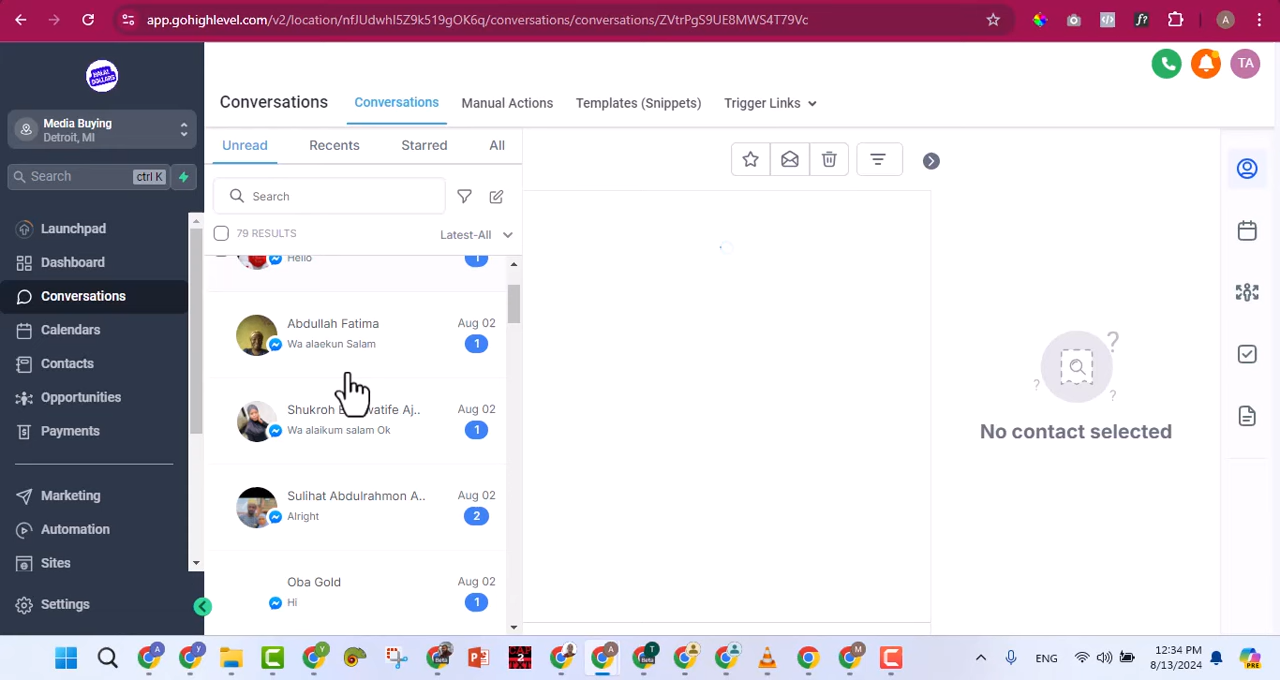 app.gohighlevel.com/v2/location/nfJUdwhI5Z9k519gOK6q/conversations/conversations/ZVtrPgS9UE8MWS4T79Vc
A
HALAL DOLLARS
TA
Conversations
Conversations
Manual Actions
Templates (Snippets)
Trigger Links
Media Buying
Detroit, MI
Search
ctrl K
Launchpad
Dashboard
Conversations
Calendars
Contacts
Opportunities
Payments
Marketing
Automation
Sites
Settings
Unread
Recents
Starred
All
Search
79 RESULTS
Latest-All
Hello
1
Abdullah Fatima
Aug 02
Wa alaekun Salam
1
Aug 02
Wa alaikum salam Ok
1
Sulihat Abdulrahmon A..
Aug 02
Alright
2
Oba Gold
Aug 02
Hi
1
No contact selected
ENG
12:34 PM
8/13/2024